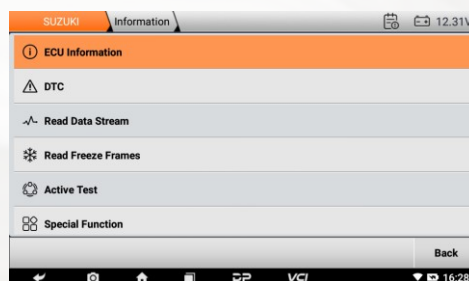 SUZUKI Information 12.31V
ECU Information
DTC
Read Data Stream
Read Freeze Frames
Active Test
Special Function
Back
DP VCI 16:28